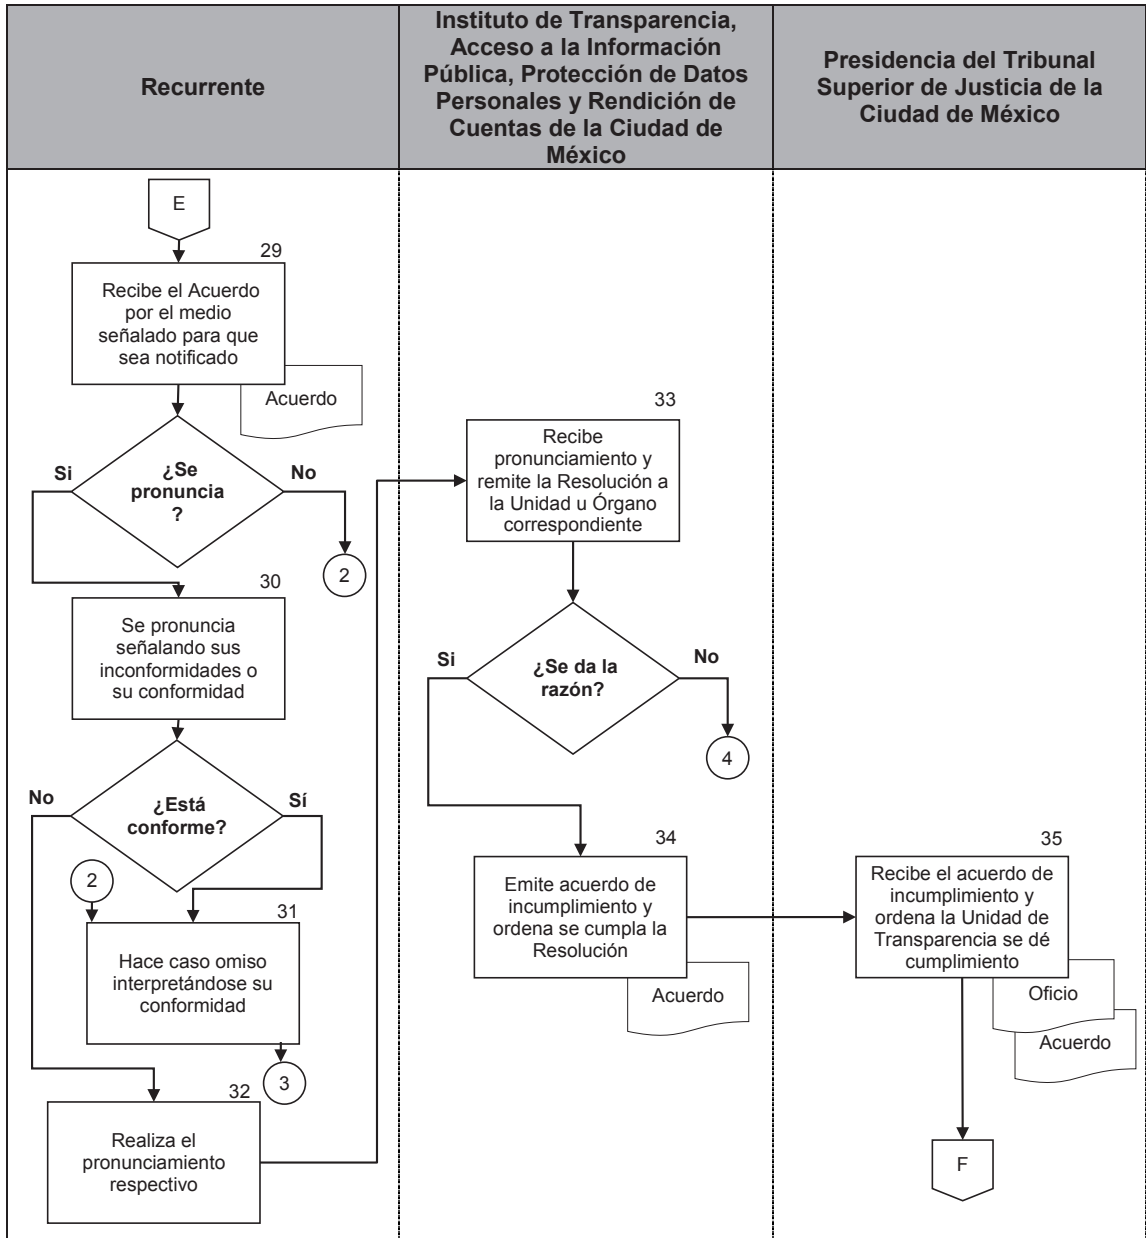 Recurrente
Instituto de Transparencia,
Acceso a la Información
Pública, Protección de Datos
Personales y Rendición de
Cuentas de la Ciudad de
México
Presidencia del Tribunal
Superior de Justicia de la
Ciudad de México
E
29
Recibe el Acuerdo
por el medio
señalado para que
sea notificado
Acuerdo
¿Se
pronuncia
?
Si
No
2
30
Se pronuncia
señalando sus
inconformidades o
su conformidad
¿Está
conforme?
No
Sí
2
31
Hace caso omiso
interpretándose su
conformidad
3
32
Realiza el
pronunciamiento
respectivo
33
Recibe
pronunciamiento y
remite la Resolución a
la Unidad u Órgano
correspondiente
¿Se da la
razón?
Si
No
4
34
Emite acuerdo de
incumplimiento y
ordena se cumpla la
Resolución
Acuerdo
35
Recibe el acuerdo de
incumplimiento y
ordena la Unidad de
Transparencia se dé
cumplimiento
Oficio
Acuerdo
F